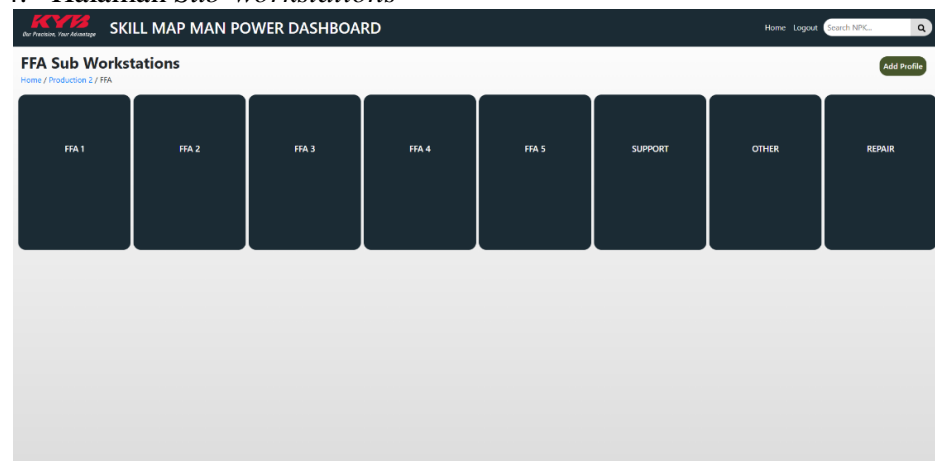 Halaman Sub Workstations
KYB
Our Precision, Your Advantage
SKILL MAP MAN POWER DASHBOARD
Home Logout Search NPK...
FFA Sub Workstations
Add Profile
Home / Production 2 / FFA
FFA 1 FFA 2 FFA 3 FFA 4 FFA 5 SUPPORT OTHER REPAIR